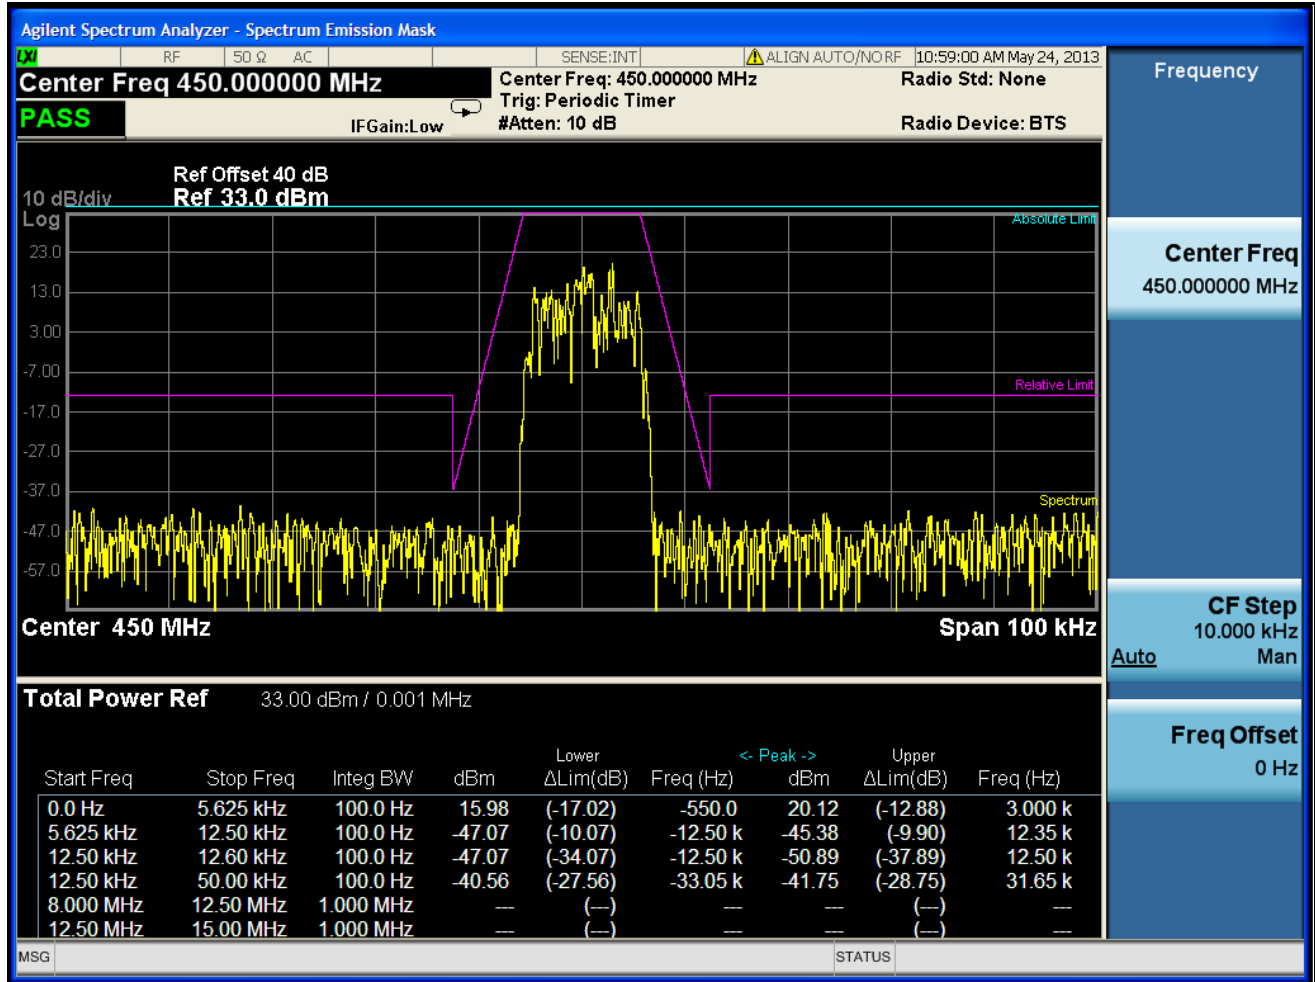 Agilent Spectrum Analyzer - Spectrum Emission Mask
LXI RF 50 Ω AC SENSE:INT ALIGN AUTO/NO RF 10:59:00 AM May 24, 2013
Center Freq 450.000000 MHz
Center Freq: 450.000000 MHz Radio Std: None
Trig: Periodic Timer
PASS IFGain:Low #Atten: 10 dB Radio Device: BTS
Ref Offset 40 dB
10 dB/div Ref 33.0 dBm
Log
Absolute Limit
23.0
13.0
3.00
-7.00
Relative Limit
-17.0
-27.0
-37.0
Spectrum
-47.0
-57.0
Center 450 MHz Span 100 kHz
Total Power Ref 33.00 dBm / 0.001 MHz
Lower <- Peak -> Upper
Start Freq Stop Freq Integ BW dBm ΔLim(dB) Freq (Hz) dBm ΔLim(dB) Freq (Hz)
0.0 Hz 5.625 kHz 100.0 Hz 15.98 (-17.02) -550.0 20.12 (-12.88) 3.000 k
5.625 kHz 12.50 kHz 100.0 Hz -47.07 (-10.07) -12.50 k -45.38 (-9.90) 12.35 k
12.50 kHz 12.60 kHz 100.0 Hz -47.07 (-34.07) -12.50 k -50.89 (-37.89) 12.50 k
12.50 kHz 50.00 kHz 100.0 Hz -40.56 (-27.56) -33.05 k -41.75 (-28.75) 31.65 k
8.000 MHz 12.50 MHz 1.000 MHz --- (---) --- --- (---) ---
12.50 MHz 15.00 MHz 1.000 MHz --- (---) --- --- (---) ---
MSG STATUS
Frequency
Center Freq
450.000000 MHz
CF Step
10.000 kHz
Auto Man
Freq Offset
0 Hz